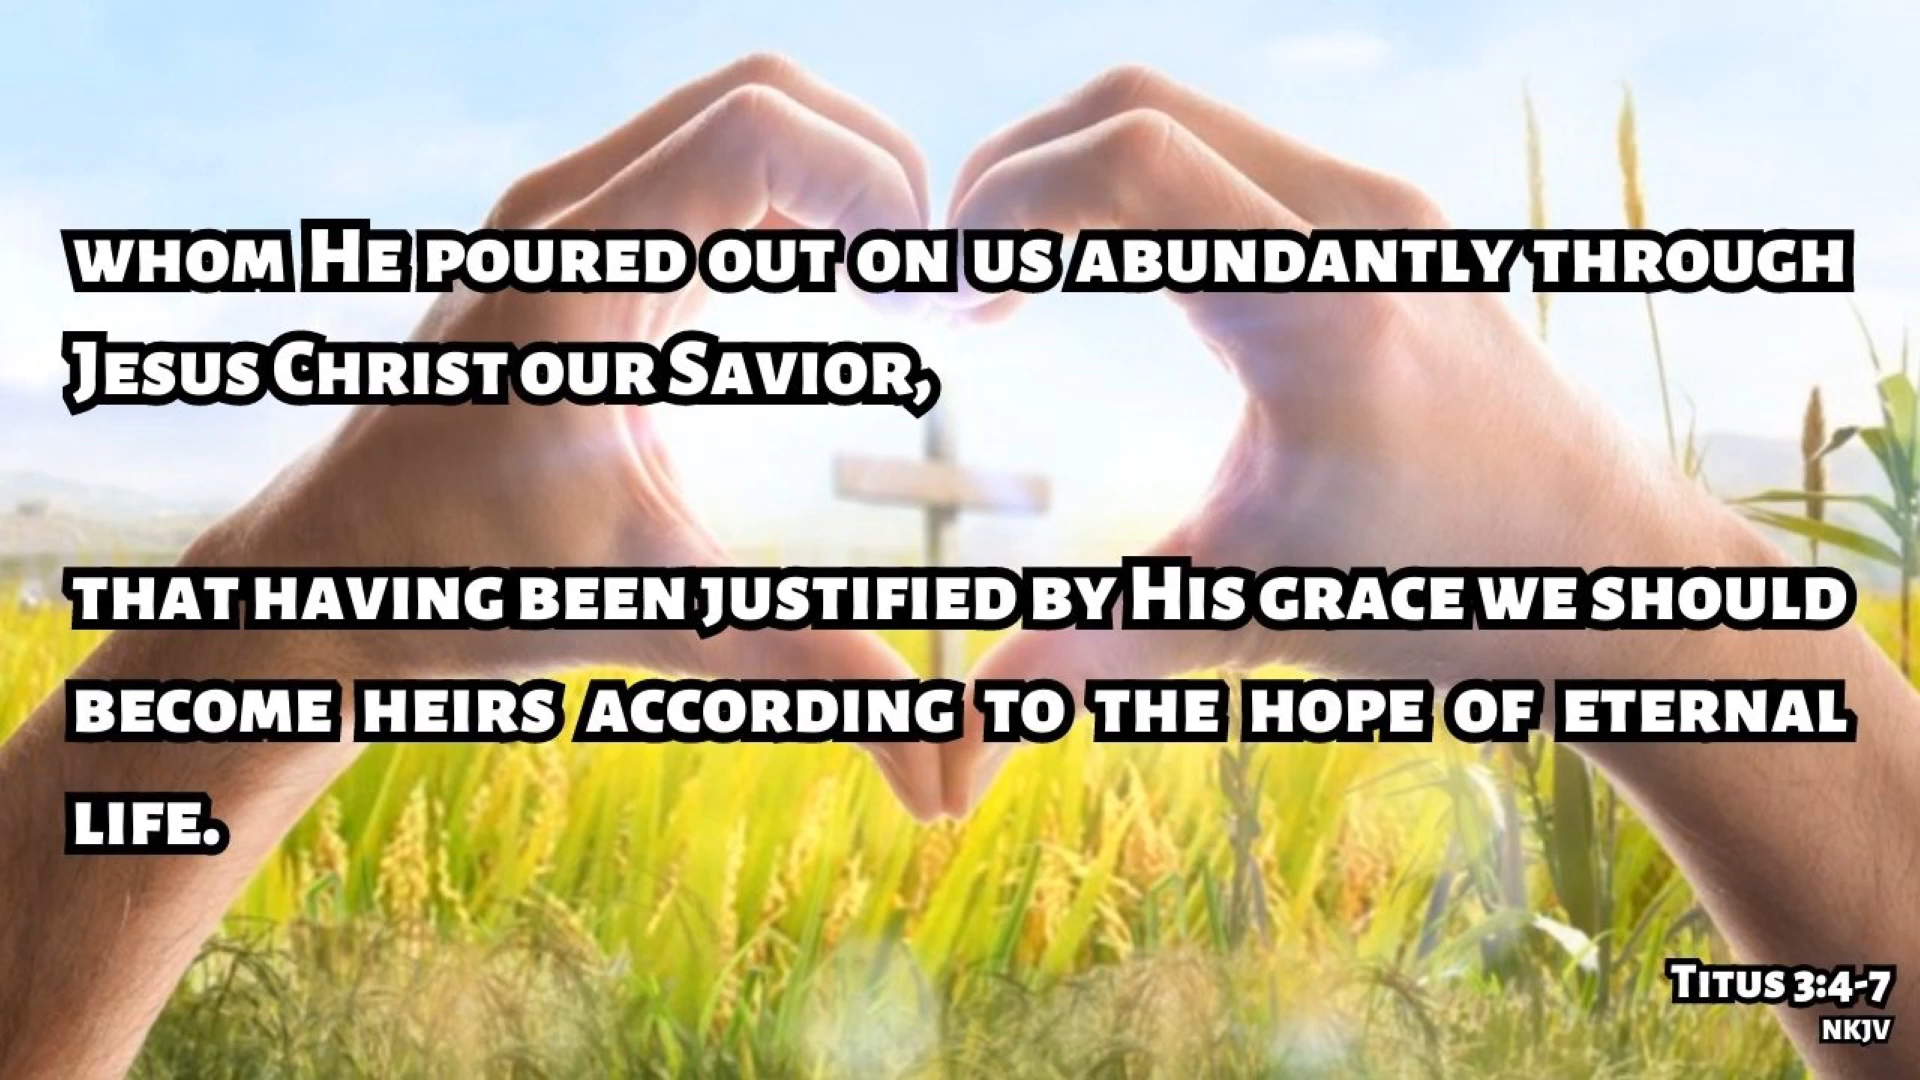 whom He poured out on us abundantly through
Jesus Christ our Savior,
that having been justified by His grace we should
become heirs according to the hope of eternal
life.
Titus 3:4-7
NKJV